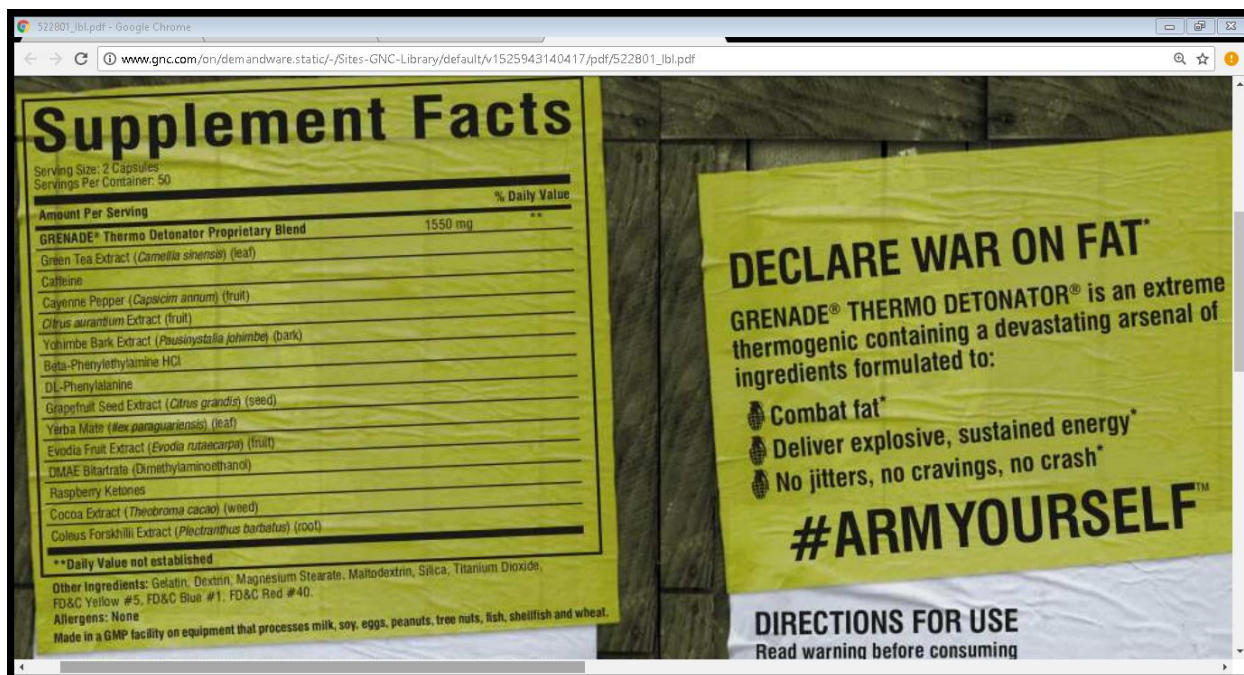 522801_lbl.pdf - Google Chrome
www.gnc.com/on/demandware.static/-/Sites-GNC-Library/default/v1525943140417/pdf/522801_lbl.pdf
Supplement Facts
Serving Size: 2 Capsules
Servings Per Container: 50
% Daily Value
Amount Per Serving
GRENADE® Thermo Detonator Proprietary Blend 1550 mg **
Green Tea Extract (Camellia sinensis) (leaf)
Caffeine
Cayenne Pepper (Capsicim annum) (fruit)
Citrus aurantium Extract (fruit)
Yohimbe Bark Extract (Pausinystalia johimbe) (bark)
Beta-Phenylethylamine HCl
DL-Phenylalanine
Grapefruit Seed Extract (Citrus grandis) (seed)
Yerba Mate (Ilex paraguariensis) (leaf)
Evodia Fruit Extract (Evodia rutaecarpa) (fruit)
DMAE Bitartrate (Dimethylaminoethanol)
Raspberry Ketones
Cocoa Extract (Theobroma cacao) (weed)
Coleus Forskhilii Extract (Plectranthus barbatus) (root)
**Daily Value not established
Other Ingredients: Gelatin, Dextrin, Magnesium Stearate, Maltodextrin, Silica, Titanium Dioxide,
FD&C Yellow #5, FD&C Blue #1, FD&C Red #40.
Allergens: None
Made in a GMP facility on equipment that processes milk, soy, eggs, peanuts, tree nuts, fish, shellfish and wheat.
DECLARE WAR ON FAT*
GRENADE® THERMO DETONATOR® is an extreme
thermogenic containing a devastating arsenal of
ingredients formulated to:
Combat fat*
Deliver explosive, sustained energy*
No jitters, no cravings, no crash*
#ARMYOURSELF™
DIRECTIONS FOR USE
Read warning before consuming